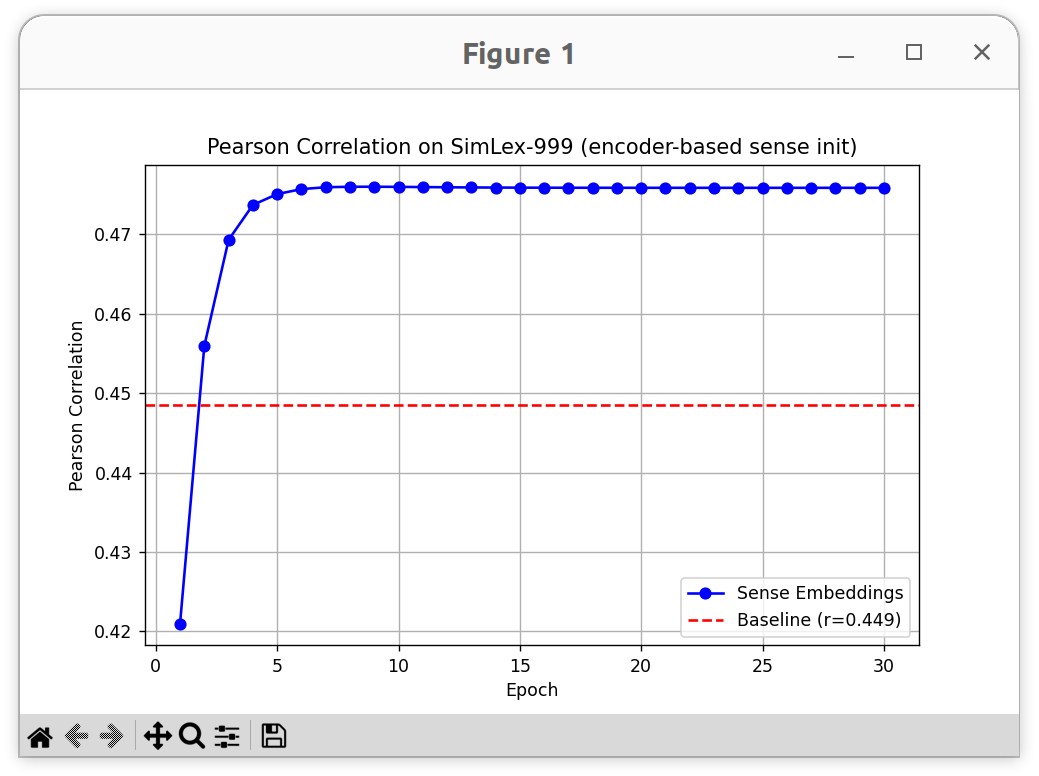 Figure 1
Pearson Correlation on SimLex-999 (encoder-based sense init)
Pearson Correlation
0.47
0.46
0.45
0.44
0.43
0.42
Sense Embeddings
Baseline (r=0.449)
0 5 10 15 20 25 30
Epoch